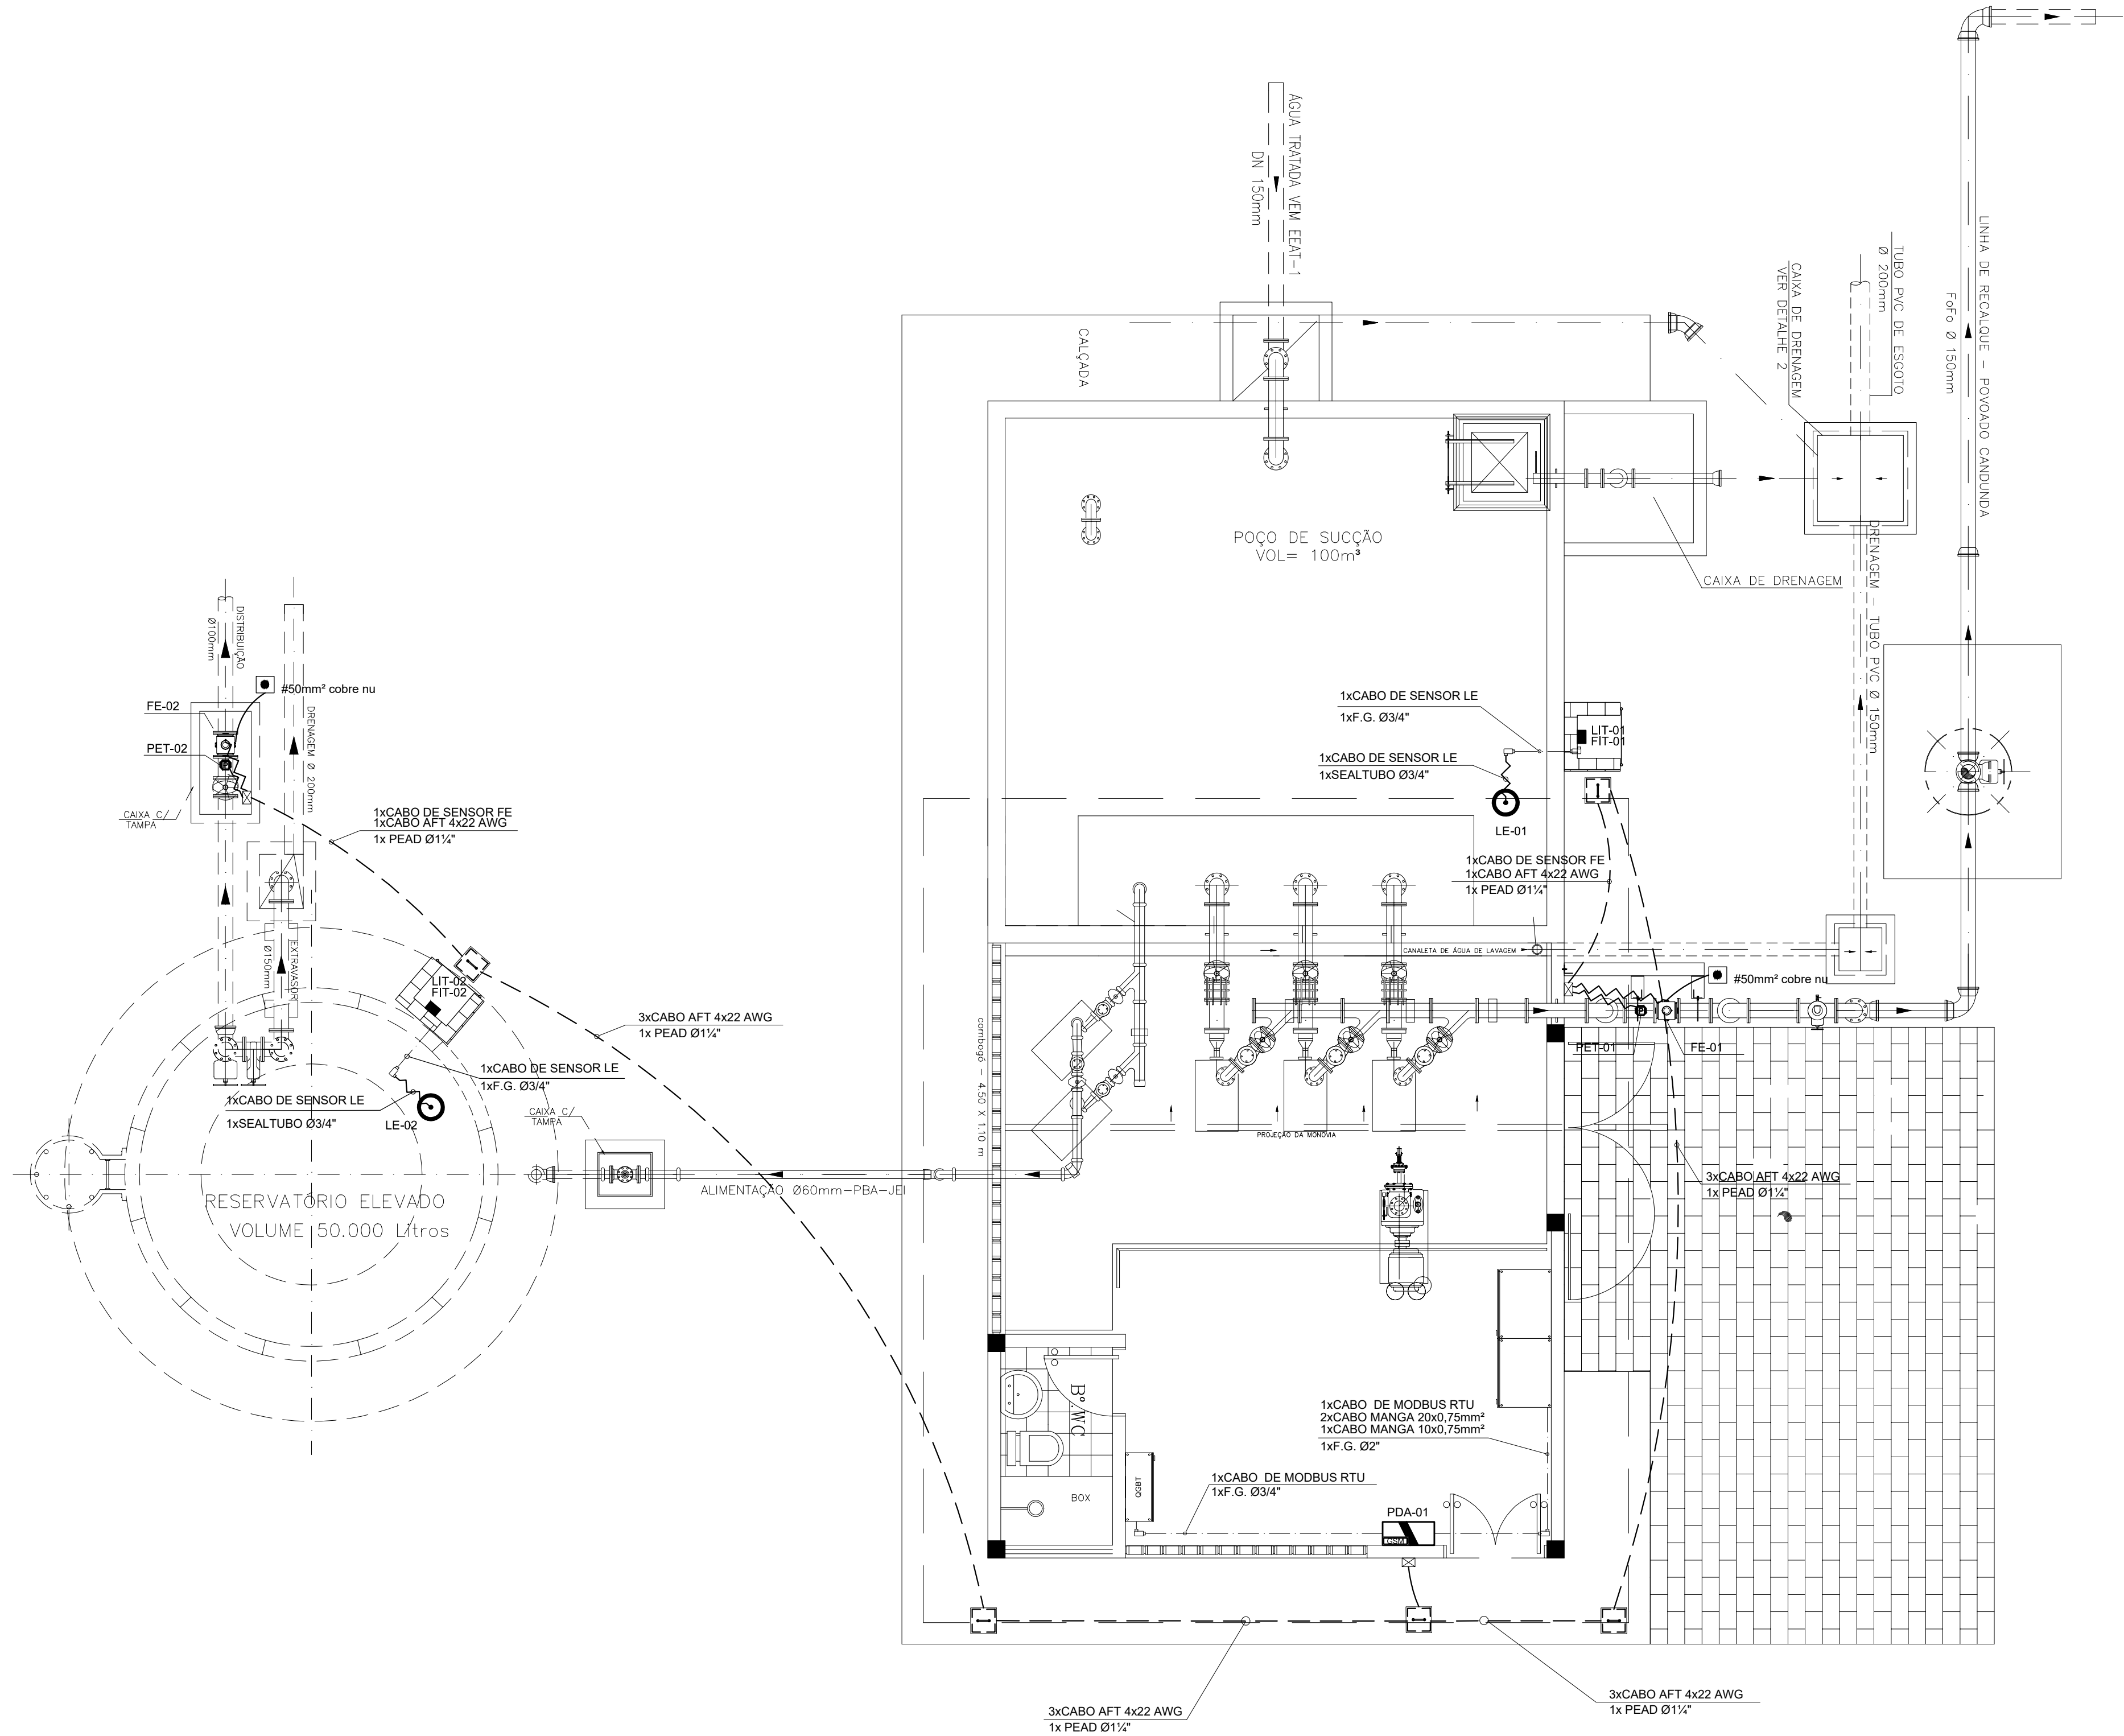 ÁGUA TRATADA VEM EEAT-1
DN 150mm
CALÇADA
LINHA DE RECALQUE - POVOADO CANDUNDA
FoFo Ø 150mm
TUBO PVC DE ESGOTO
Ø 200mm
CAIXA DE DRENAGEM
VER DETALHE 2
POÇO DE SUCÇÃO
VOL= 100m³
CAIXA DE DRENAGEM
DRENAGEM - TUBO PVC Ø 150mm
DISTRIBUIÇÃO
Ø100mm
#50mm² cobre nu
FE-02
PET-02
DRENAGEM Ø 200mm
CAIXA C/
TAMPA
1xCABO DE SENSOR FE
1xCABO AFT 4x22 AWG
1x PEAD Ø1¼"
1xCABO DE SENSOR LE
1xF.G. Ø3/4"
LIT-01
FIT-01
1xCABO DE SENSOR LE
1xSEALTUBO Ø3/4"
LE-01
1xCABO DE SENSOR FE
1xCABO AFT 4x22 AWG
1x PEAD Ø1¼"
CANALETA DE ÁGUA DE LAVAGEM
#50mm² cobre nu
PET-01
FE-01
EXTRAVASOR
Ø150mm
LIT-02
FIT-02
3xCABO AFT 4x22 AWG
1x PEAD Ø1¼"
1xCABO DE SENSOR LE
1xF.G. Ø3/4"
1xCABO DE SENSOR LE
1xSEALTUBO Ø3/4"
LE-02
CAIXA C/
TAMPA
combogó - 4.50 X 1.10 m
PROJEÇÃO DA MONOVIA
3xCABO AFT 4x22 AWG
1x PEAD Ø1¼"
ALIMENTAÇÃO Ø60mm-PBA-JEI
RESERVATÓRIO ELEVADO
VOLUME 50.000 Litros
Bº.WC
BOX
QGBT
1xCABO DE MODBUS RTU
2xCABO MANGA 20x0,75mm²
1xCABO MANGA 10x0,75mm²
1xF.G. Ø2"
1xCABO DE MODBUS RTU
1xF.G. Ø3/4"
PDA-01
GSM
3xCABO AFT 4x22 AWG
1x PEAD Ø1¼"
3xCABO AFT 4x22 AWG
1x PEAD Ø1¼"